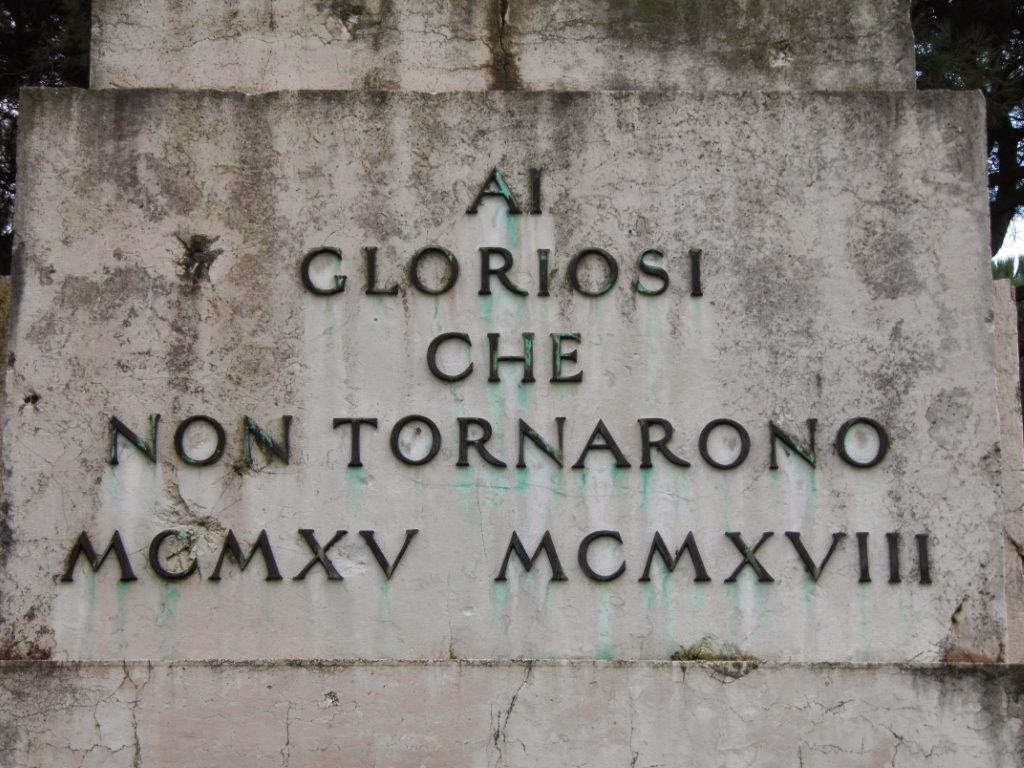 AI
GLORIOSI
CHE
NON TORNARONO
MCMXV MCMXVIII